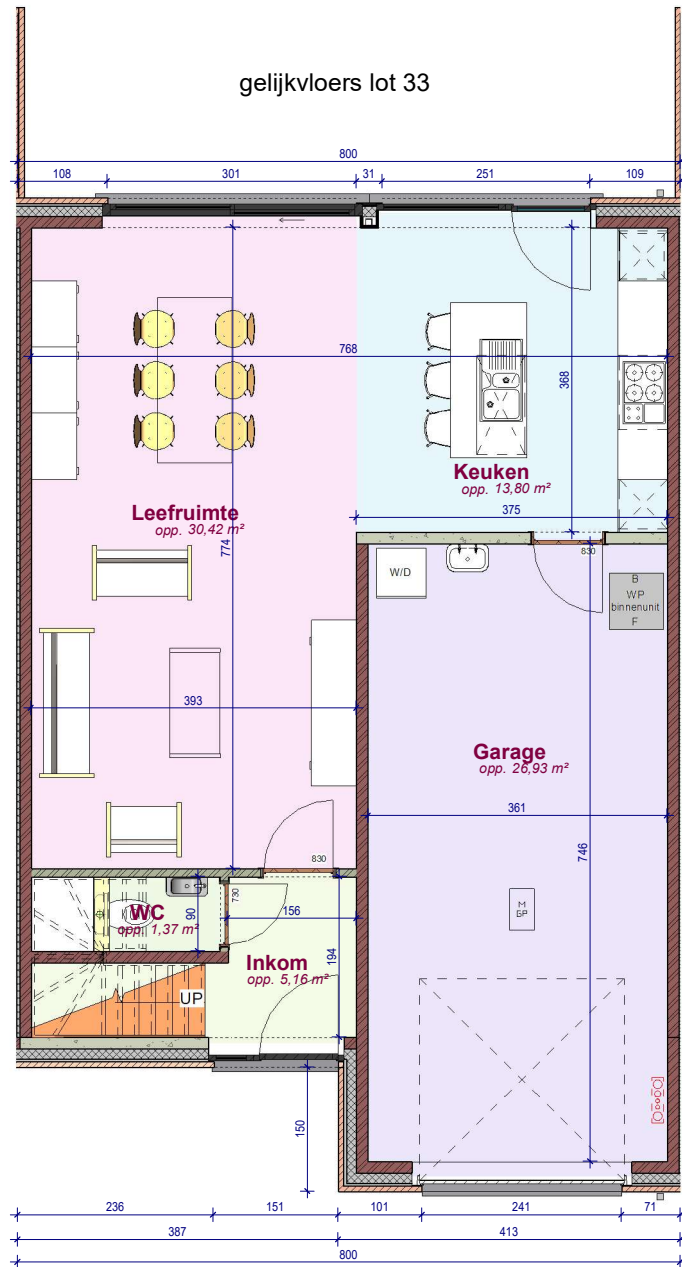 gelijkvloers lot 33
800
108 301 31 251 109
768
368
Keuken
opp. 13,80 m²
Leefruimte
opp. 30,42 m²
375
774
830
W/D
B
WP
binnenunit
F
393
Garage
opp. 26,93 m²
361
746
830
730
WC
opp. 1,37 m²
90
156
194
Inkom
opp. 5,16 m²
UP
150
236 151 101 241 71
387 413
800